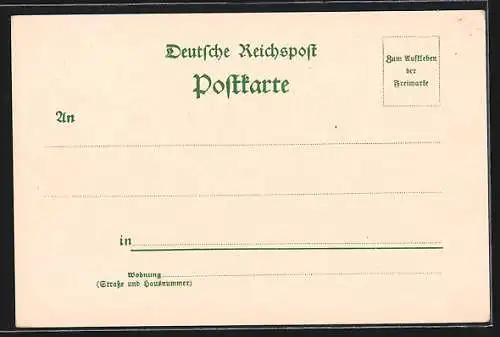 Deutsche Reichspost
Postkarte
Zum Aufkleben
der
Freimarke
An
in
Wohnung
(Straße und Hausnummer)